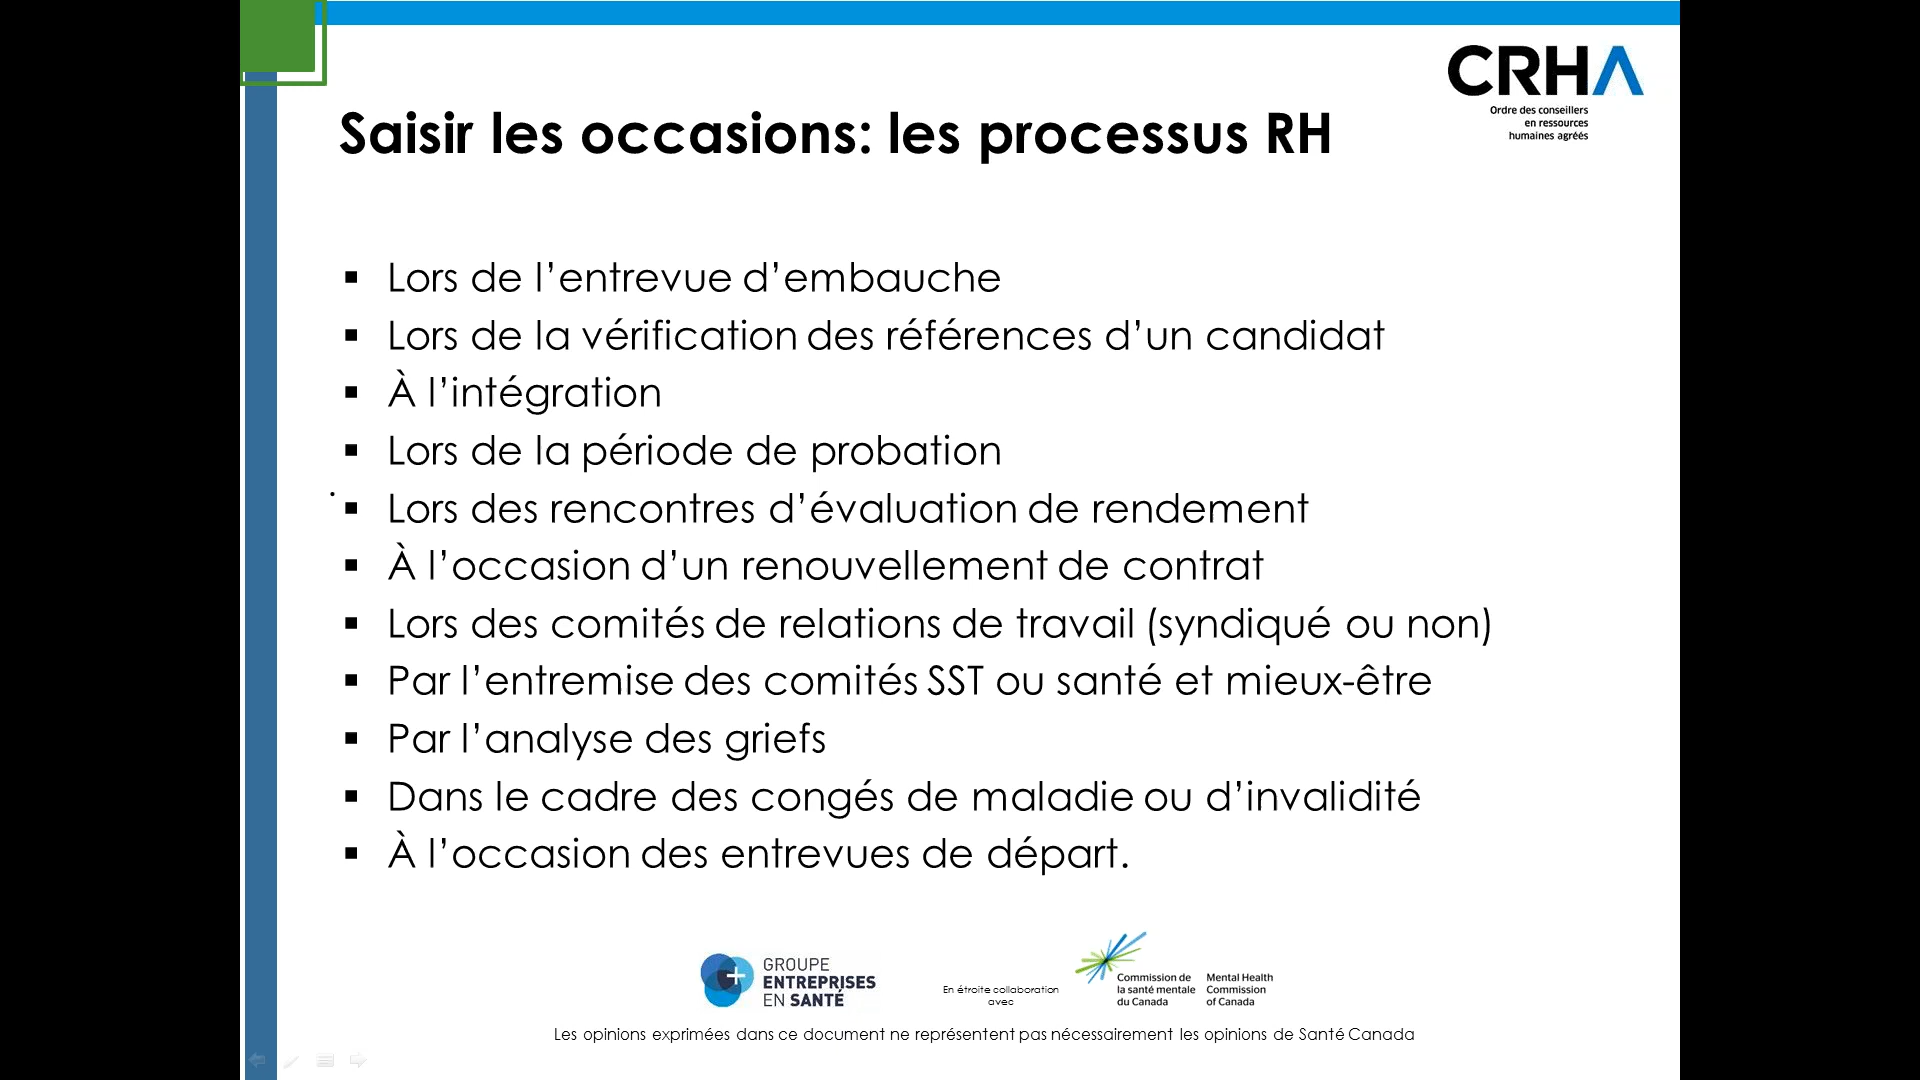 CRHA
Ordre des conseillers
en ressources
humaines agréés
Saisir les occasions: les processus RH
▪ Lors de l’entrevue d’embauche
▪ Lors de la vérification des références d’un candidat
▪ À l’intégration
▪ Lors de la période de probation
▪ Lors des rencontres d’évaluation de rendement
▪ À l’occasion d’un renouvellement de contrat
▪ Lors des comités de relations de travail (syndiqué ou non)
▪ Par l’entremise des comités SST ou santé et mieux-être
▪ Par l’analyse des griefs
▪ Dans le cadre des congés de maladie ou d’invalidité
▪ À l’occasion des entrevues de départ.
GROUPE
ENTREPRISES
EN SANTÉ
En étroite collaboration
avec
Commission de
la santé mentale
du Canada
Mental Health
Commission
of Canada
Les opinions exprimées dans ce document ne représentent pas nécessairement les opinions de Santé Canada